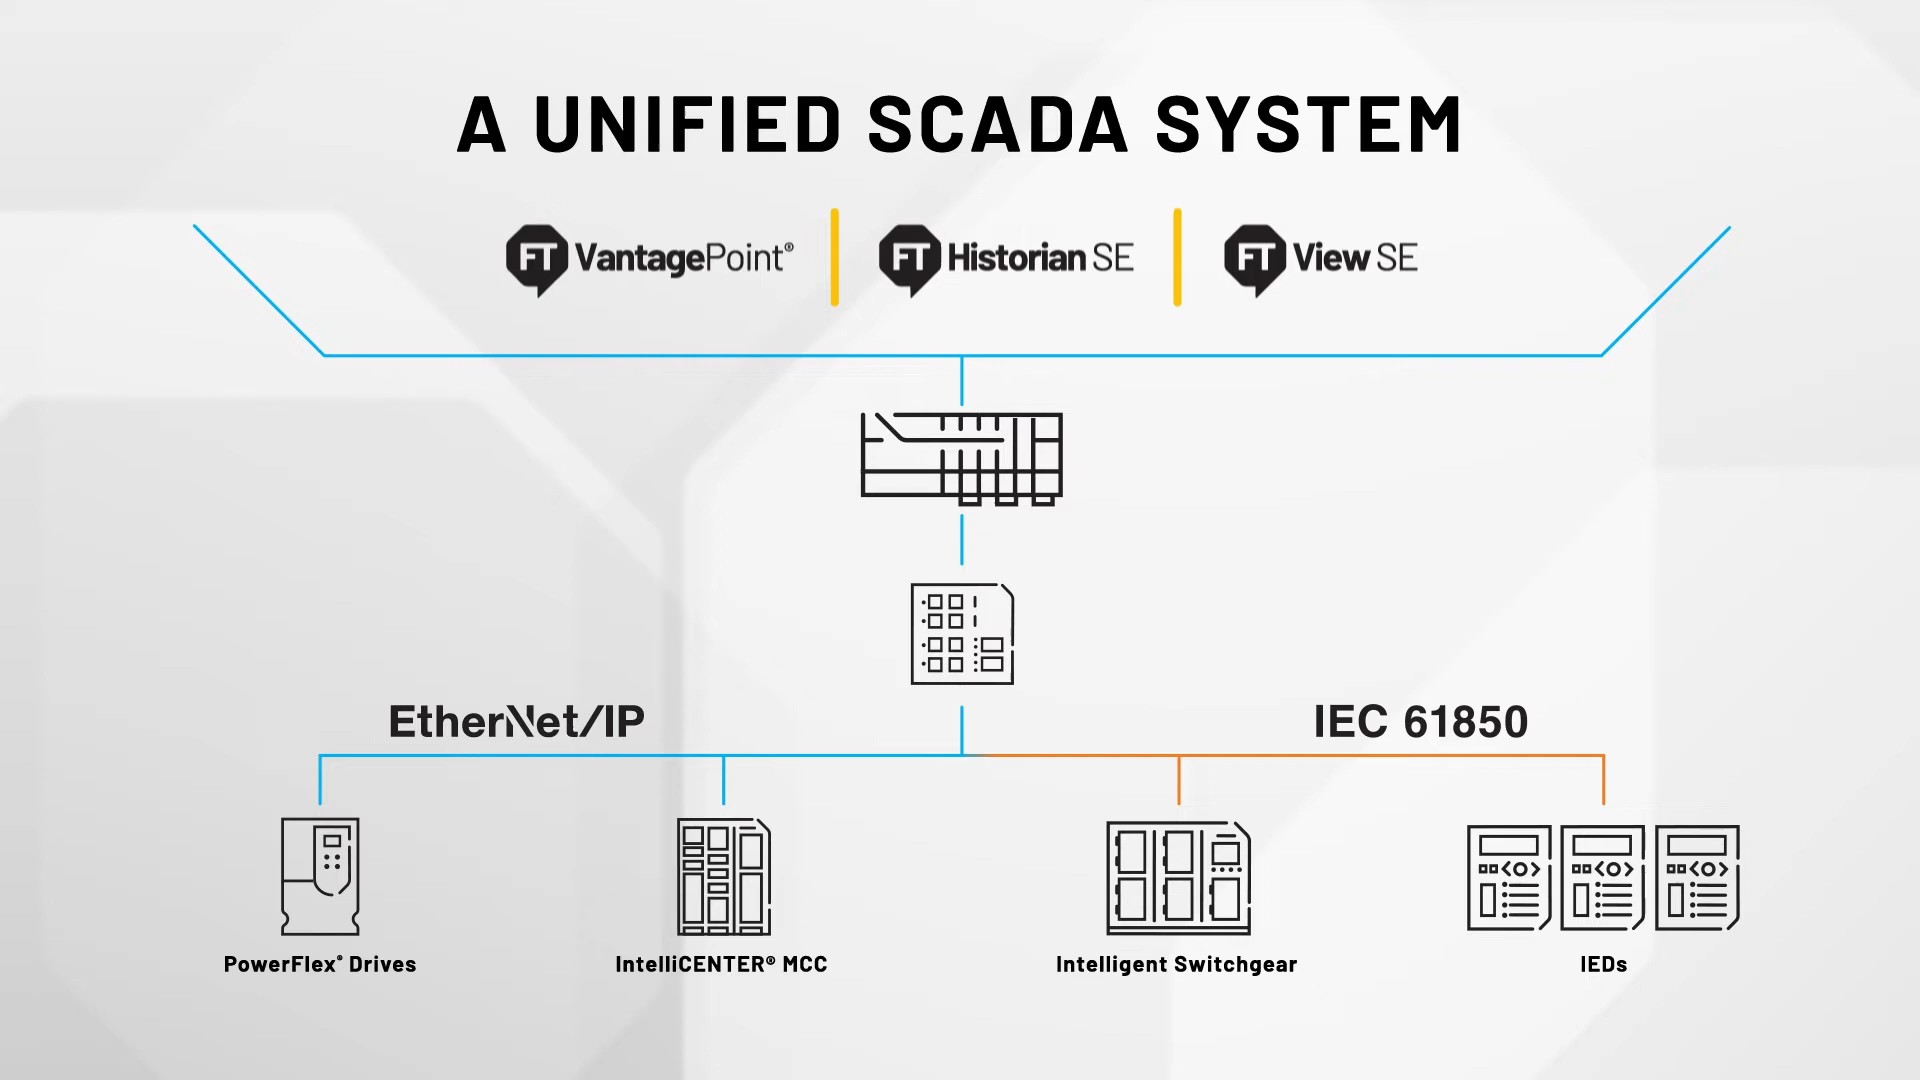 A UNIFIED SCADA SYSTEM
FT VantagePoint® FT Historian SE FT View SE
EtherNet/IP IEC 61850
PowerFlex® Drives IntelliCENTER® MCC Intelligent Switchgear IEDs